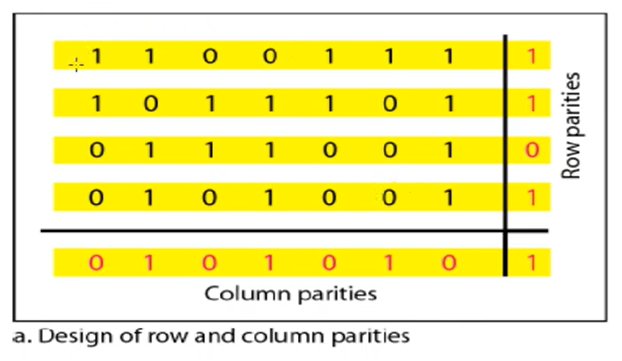 1 1 0 0 1 1 1 1
1 0 1 1 1 0 1 1
0 1 1 1 0 0 1 0
0 1 0 1 0 0 1 1
0 1 0 1 0 1 0 1
Row parities
Column parities
a. Design of row and column parities